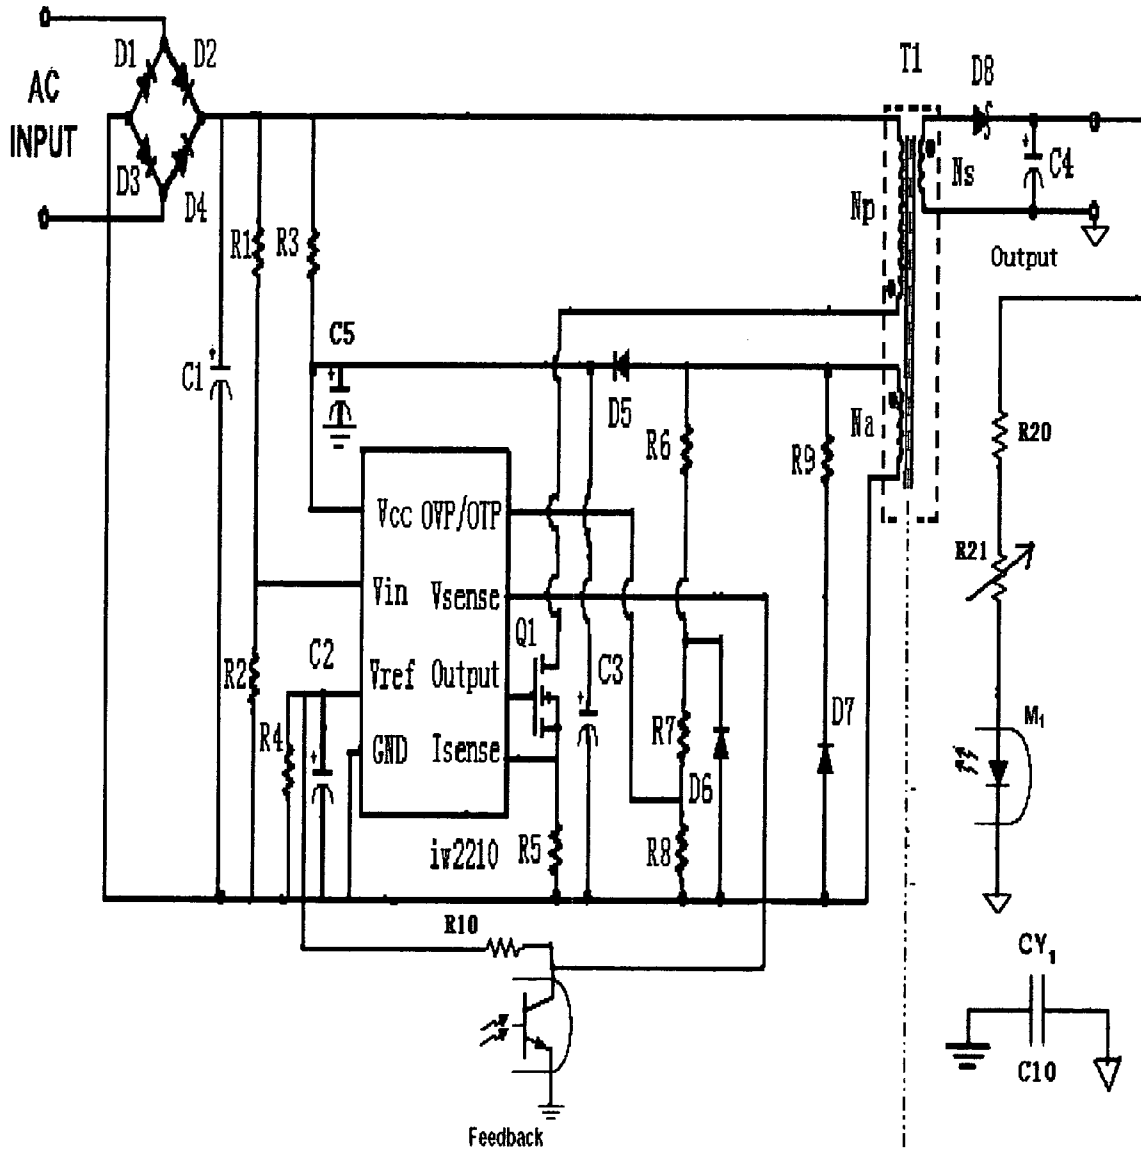 T1
D8
D1
D2
AC
INPUT
D3
D4
Ns
C4
Np
R1
R3
Output
C5
C1
D5
Na
R6
R9
R20
Vcc
OVP/OTP
R21
Vin
Vsense
Q1
C2
R2
Vref
Output
C3
R4
R7
D7
M1
GND
Isense
D6
iw2210
R5
R8
R10
CY1
C10
Feedback